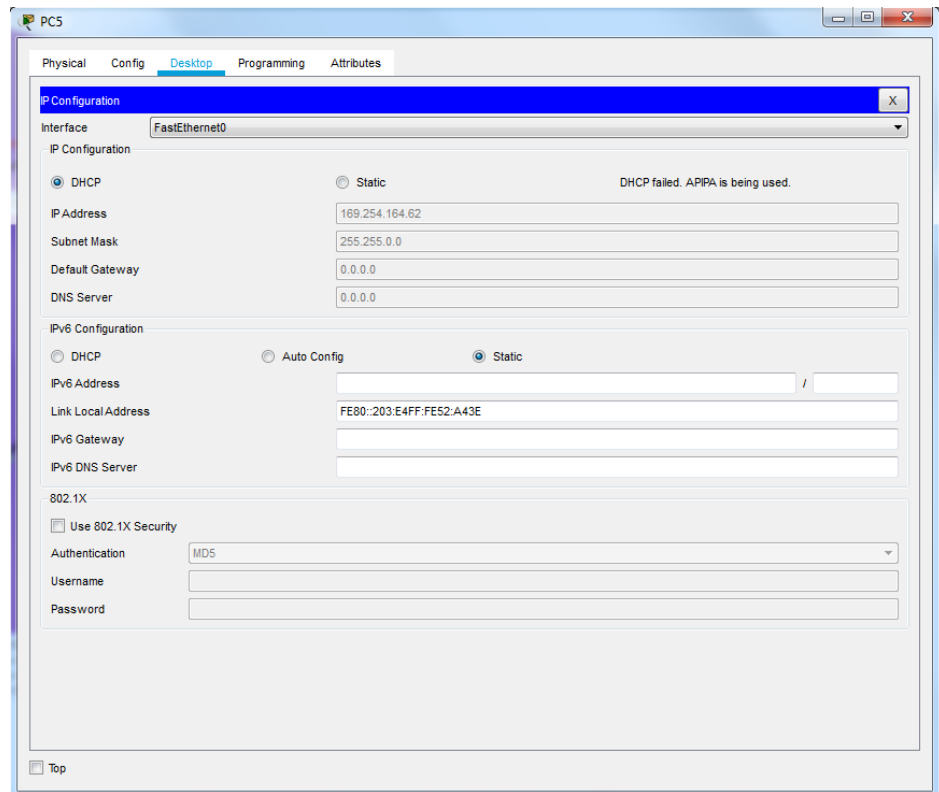 PC5
Physical Config Desktop Programming Attributes
IP Configuration X
Interface FastEthernet0
IP Configuration
DHCP Static DHCP failed. APIPA is being used.
IP Address 169.254.164.62
Subnet Mask 255.255.0.0
Default Gateway 0.0.0.0
DNS Server 0.0.0.0
IPv6 Configuration
DHCP Auto Config Static
IPv6 Address /
Link Local Address FE80::203:E4FF:FE52:A43E
IPv6 Gateway
IPv6 DNS Server
802.1X
Use 802.1X Security
Authentication MD5
Username
Password
Top